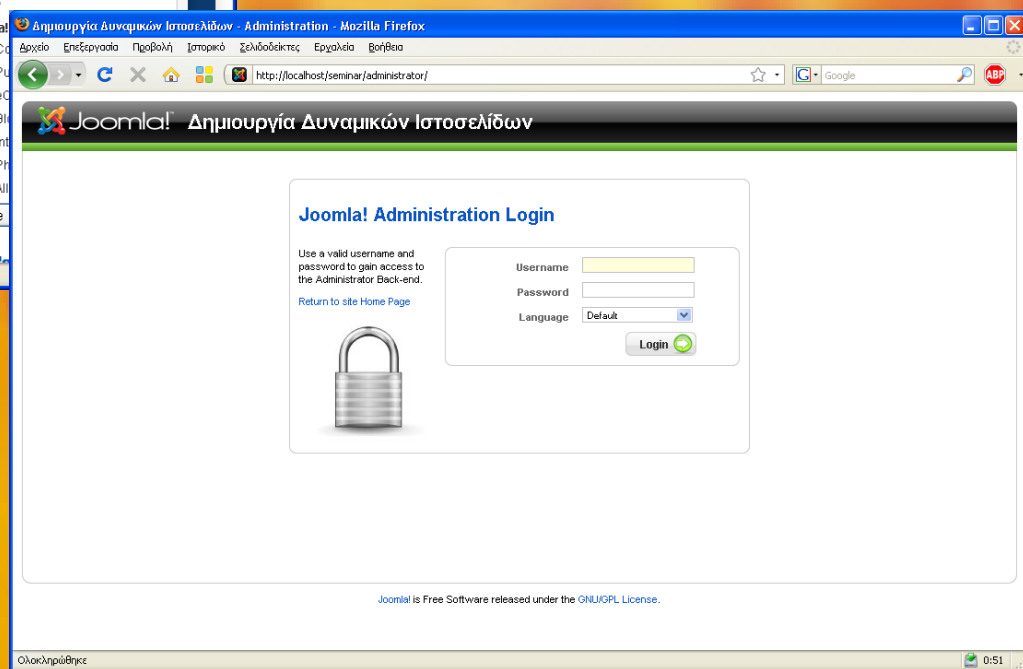 Δημιουργία Δυναμικών Ιστοσελίδων - Administration - Mozilla Firefox
Αρχείο Επεξεργασία Προβολή Ιστορικό Σελιδοδείκτες Εργαλεία Βοήθεια
http://localhost/seminar/administrator/
G Google
ABP
Joomla! Δημιουργία Δυναμικών Ιστοσελίδων
Joomla! Administration Login
Use a valid username and
password to gain access to
the Administrator Back-end.
Return to site Home Page
Username
Password
Language Default
Login
Joomla! is Free Software released under the GNU/GPL License.
Ολοκληρώθηκε
0:51